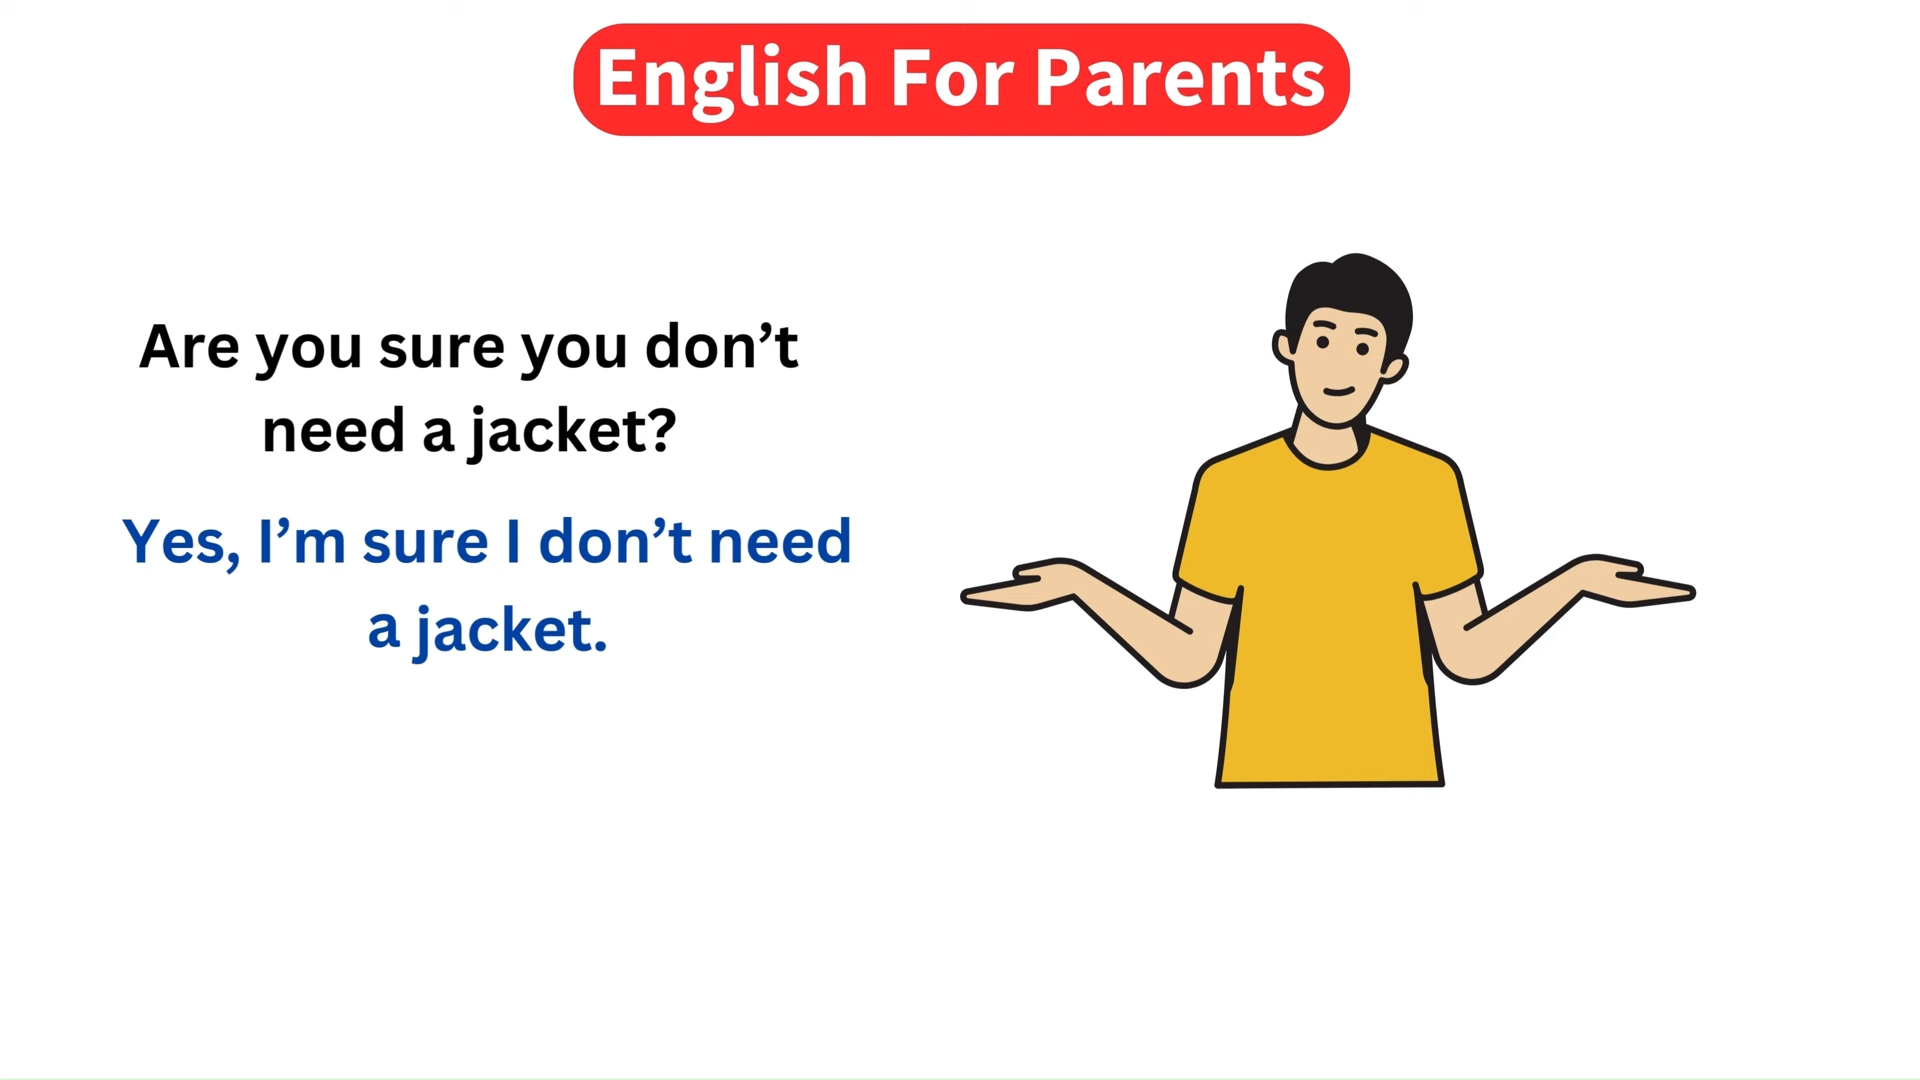 English For Parents
Are you sure you don’t
need a jacket?
Yes, I’m sure I don’t need
a jacket.